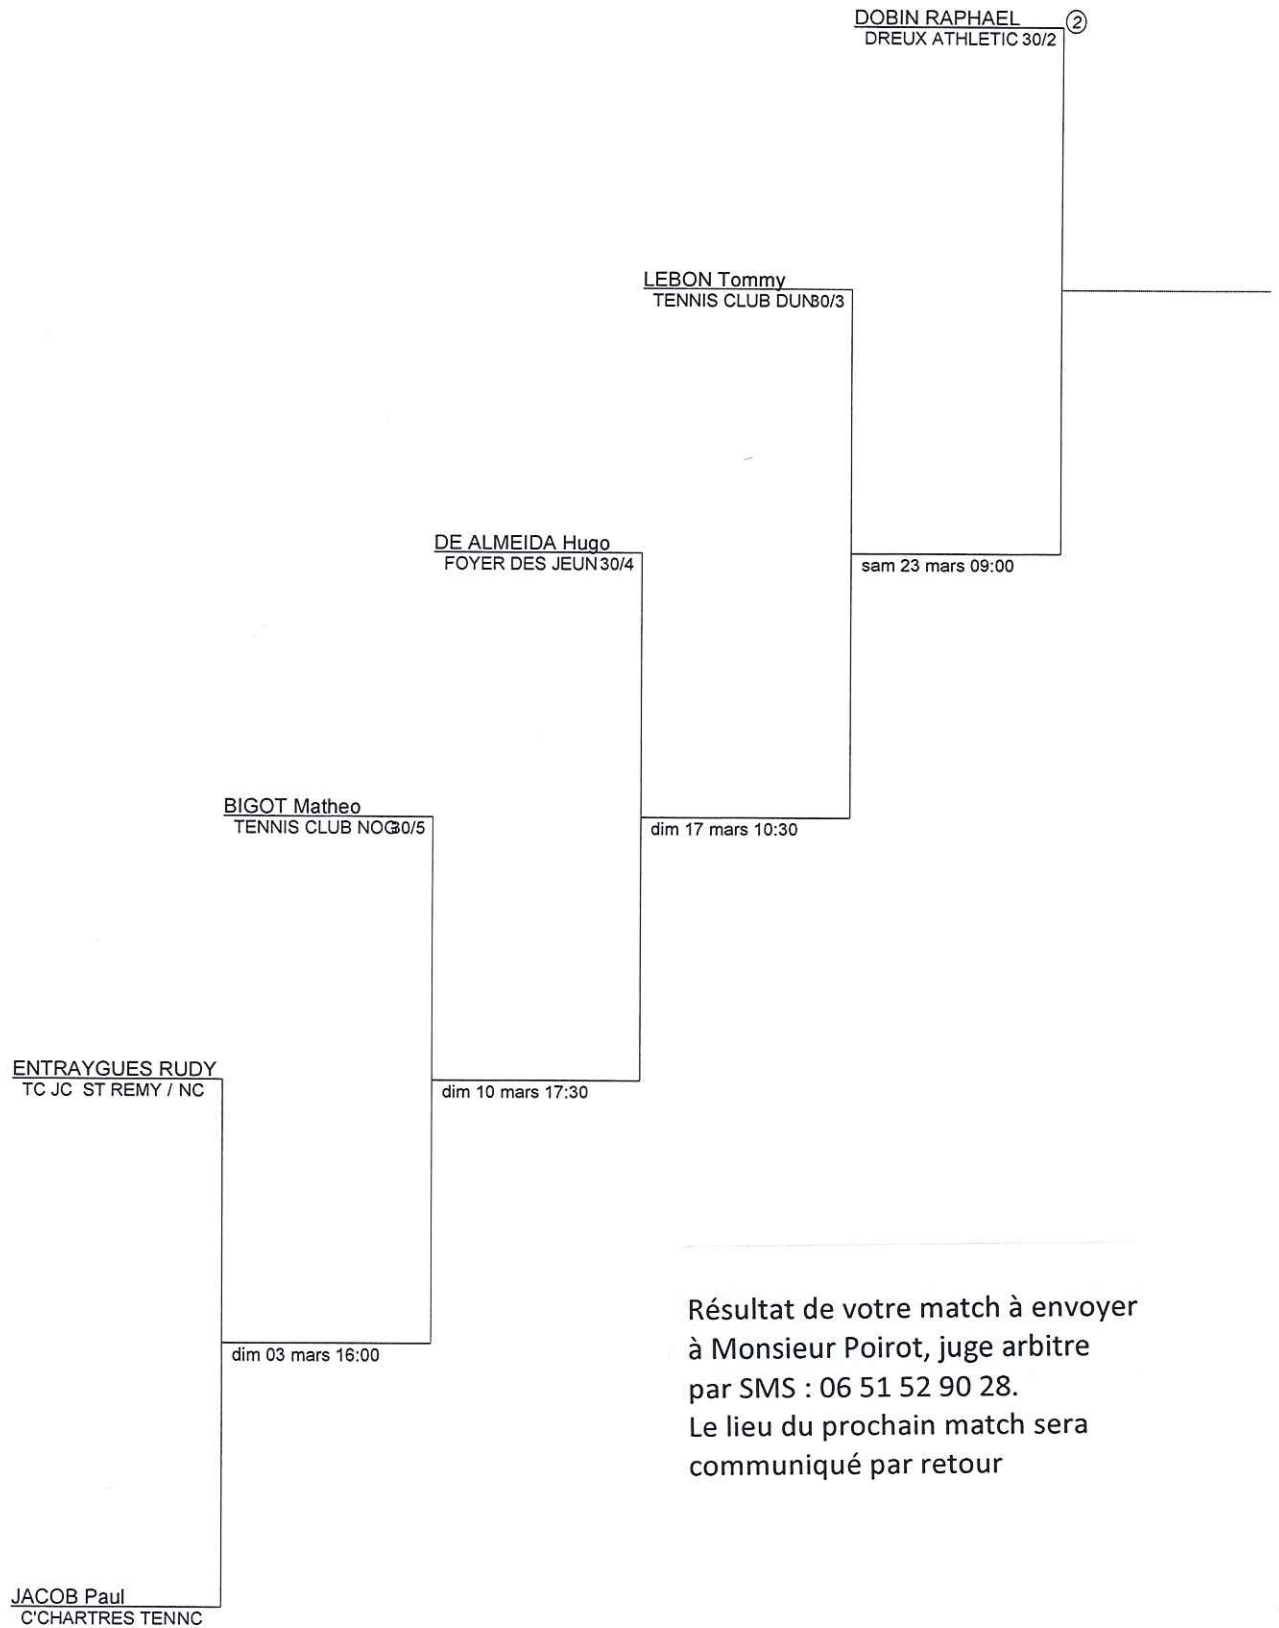 DOBIN RAPHAEL ②
DREUX ATHLETIC 30/2
LEBON Tommy
TENNIS CLUB DUN30/3
DE ALMEIDA Hugo
FOYER DES JEUN 30/4
sam 23 mars 09:00
BIGOT Matheo
TENNIS CLUB NOG30/5
dim 17 mars 10:30
ENTRAYGUES RUDY
TC JC ST REMY / NC
dim 10 mars 17:30
dim 03 mars 16:00
Résultat de votre match à envoyer
à Monsieur Poirot, juge arbitre
par SMS : 06 51 52 90 28.
Le lieu du prochain match sera
communiqué par retour
JACOB Paul
C'CHARTRES TENNC